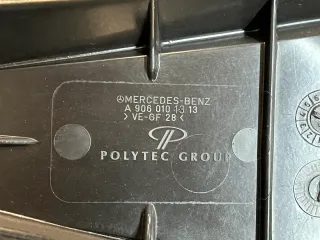 MERCEDES-BENZ
A 906 010 13 13
> VE-GF 28 <
POLYTEC GROUP